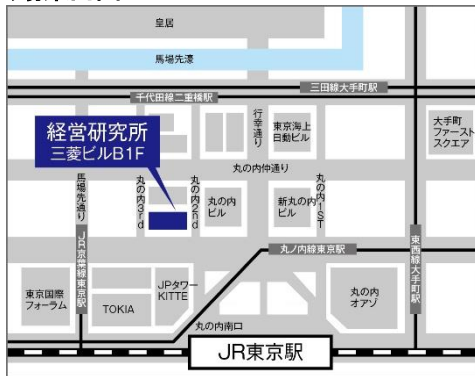 皇居
馬場先濠
三田線大手町駅
千代田線二重橋駅
経営研究所
三菱ビルB1F
行幸通り
東京海上
日動ビル
大手町
ファースト
スクエア
丸の内仲通り
馬場先通り
丸の内3rd
丸の内2nd
丸の内
ビル
新丸の内
ビル
丸の内1ST
JR京葉線東京駅
丸ノ内線東京駅
東西線大手町駅
東京国際
フォーラム
TOKIA
JPタワー
KITTE
丸の内
オアゾ
丸の内南口
JR東京駅